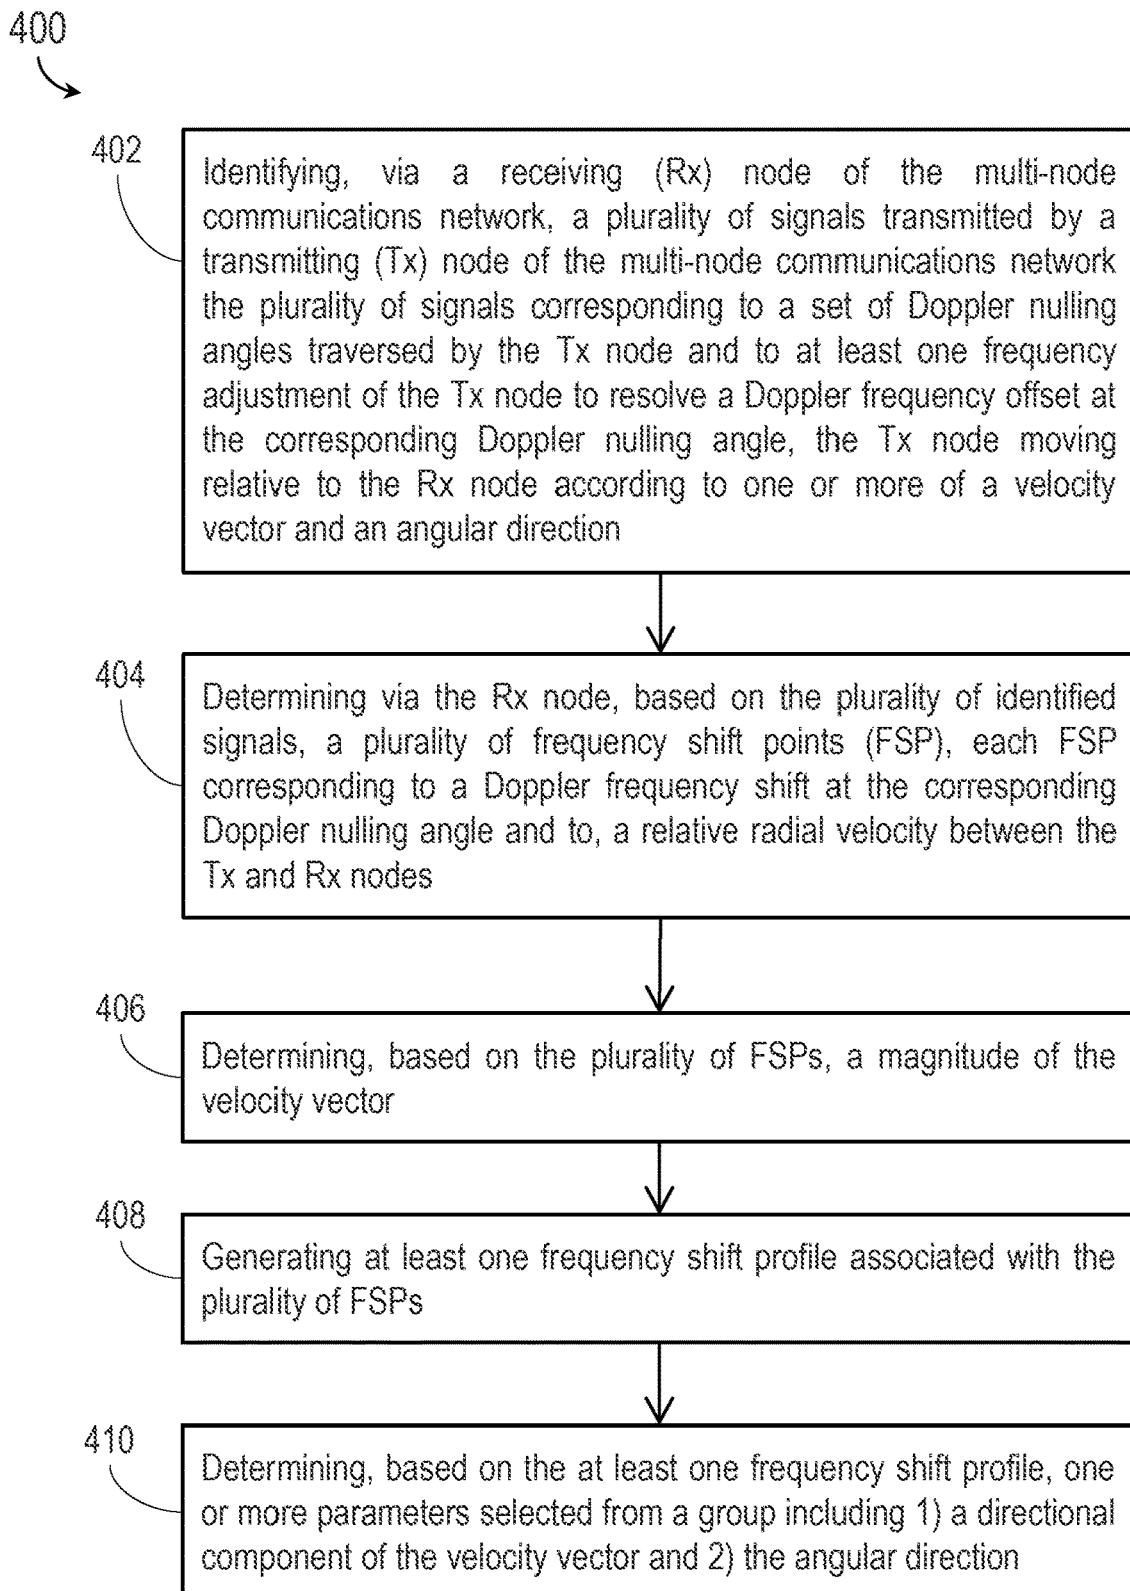 400
402
Identifying, via a receiving (Rx) node of the multi-node
communications network, a plurality of signals transmitted by a
transmitting (Tx) node of the multi-node communications network
the plurality of signals corresponding to a set of Doppler nulling
angles traversed by the Tx node and to at least one frequency
adjustment of the Tx node to resolve a Doppler frequency offset at
the corresponding Doppler nulling angle, the Tx node moving
relative to the Rx node according to one or more of a velocity
vector and an angular direction
404
Determining via the Rx node, based on the plurality of identified
signals, a plurality of frequency shift points (FSP), each FSP
corresponding to a Doppler frequency shift at the corresponding
Doppler nulling angle and to, a relative radial velocity between the
Tx and Rx nodes
406
Determining, based on the plurality of FSPs, a magnitude of the
velocity vector
408
Generating at least one frequency shift profile associated with the
plurality of FSPs
410
Determining, based on the at least one frequency shift profile, one
or more parameters selected from a group including 1) a directional
component of the velocity vector and 2) the angular direction